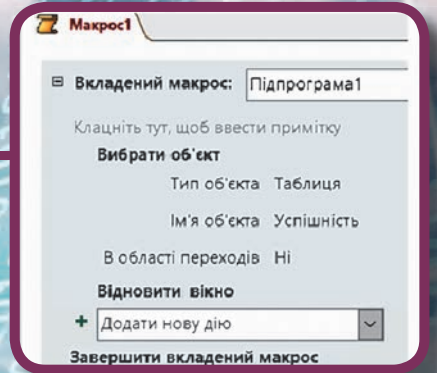 Макрос1
Вкладений макрос: Підпрограма1
Клацніть тут, щоб ввести примітку
Вибрати об'єкт
Тип об'єкта Таблиця
Ім'я об'єкта Успішність
В області переходів Ні
Відновити вікно
Додати нову дію
Завершити вкладений макрос